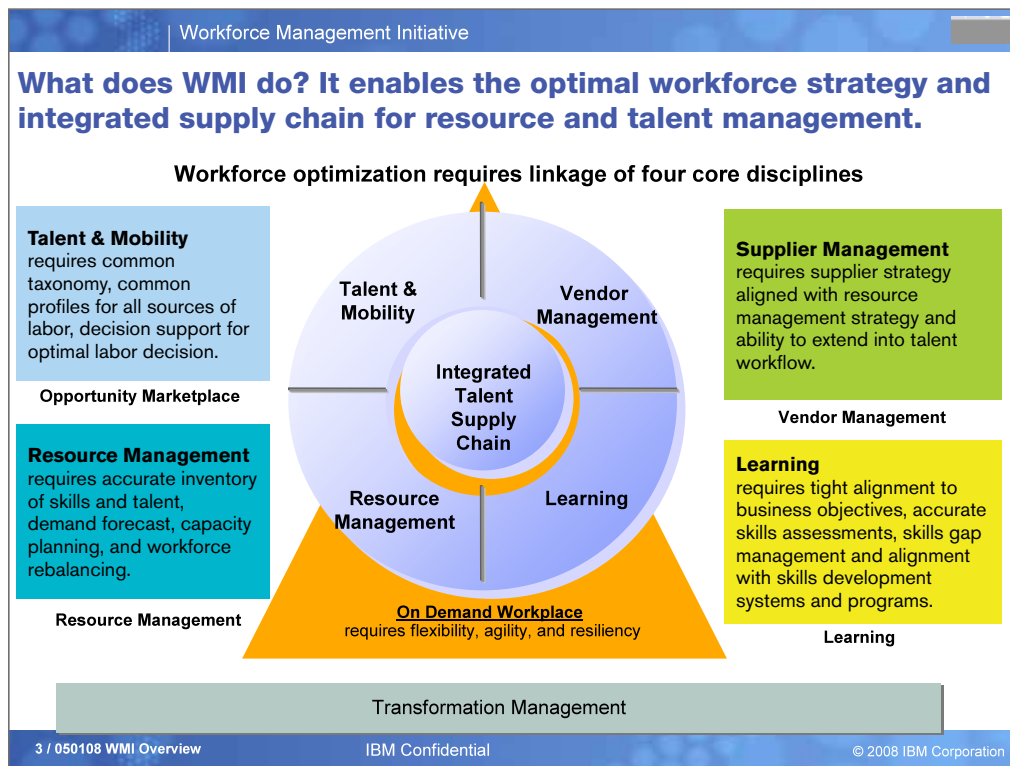 Workforce Management Initiative
What does WMI do? It enables the optimal workforce strategy and
integrated supply chain for resource and talent management.
Workforce optimization requires linkage of four core disciplines
Talent & Mobility
requires common
taxonomy, common
profiles for all sources of
labor, decision support for
optimal labor decision.
Opportunity Marketplace
Resource Management
requires accurate inventory
of skills and talent,
demand forecast, capacity
planning, and workforce
rebalancing.
Resource Management
Talent &
Mobility
Vendor
Management
Integrated
Talent
Supply
Chain
Resource
Management
Learning
On Demand Workplace
requires flexibility, agility, and resiliency
Supplier Management
requires supplier strategy
aligned with resource
management strategy and
ability to extend into talent
workflow.
Vendor Management
Learning
requires tight alignment to
business objectives, accurate
skills assessments, skills gap
management and alignment
with skills development
systems and programs.
Learning
Transformation Management
3 / 050108 WMI Overview
IBM Confidential
© 2008 IBM Corporation